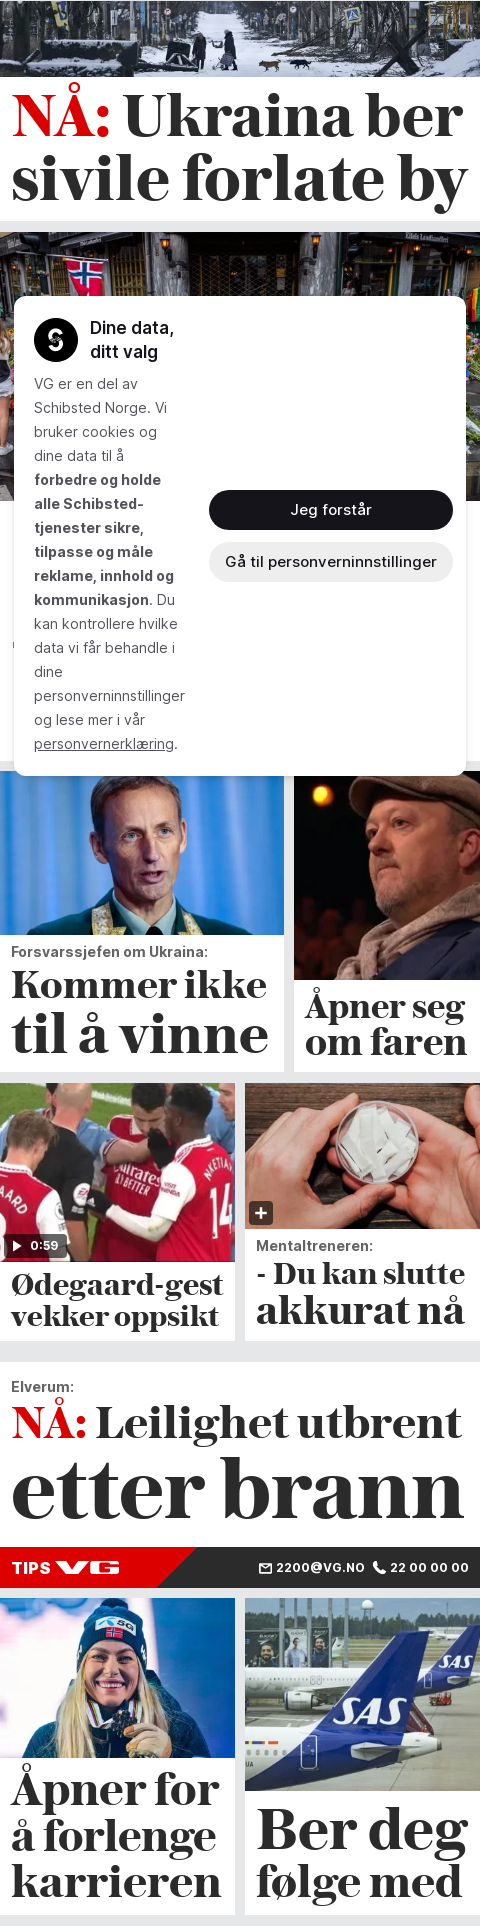 NÅ: Ukraina ber
sivile forlate by
Dine data,
ditt valg
VG er en del av
Schibsted Norge. Vi
bruker cookies og
dine data til å
forbedre og holde
alle Schibsted-
tjenester sikre,
tilpasse og måle
reklame, innhold og
kommunikasjon. Du
kan kontrollere hvilke
data vi får behandle i
dine
personverninnstillinger
og lese mer i vår
personvernerklæring.
Jeg forstår
Gå til personverninnstillinger
Forsvarssjefen om Ukraina:
Kommer ikke
til å vinne
Åpner seg
om faren
0:59
Ødegaard-gest
vekker oppsikt
Mentaltreneren:
- Du kan slutte
akkurat nå
Elverum:
NÅ: Leilighet utbrent
etter brann
TIPS VG
2200@VG.NO 22 00 00 00
Åpner for
å forlenge
karrieren
SAS
SAS
Ber deg
følge med